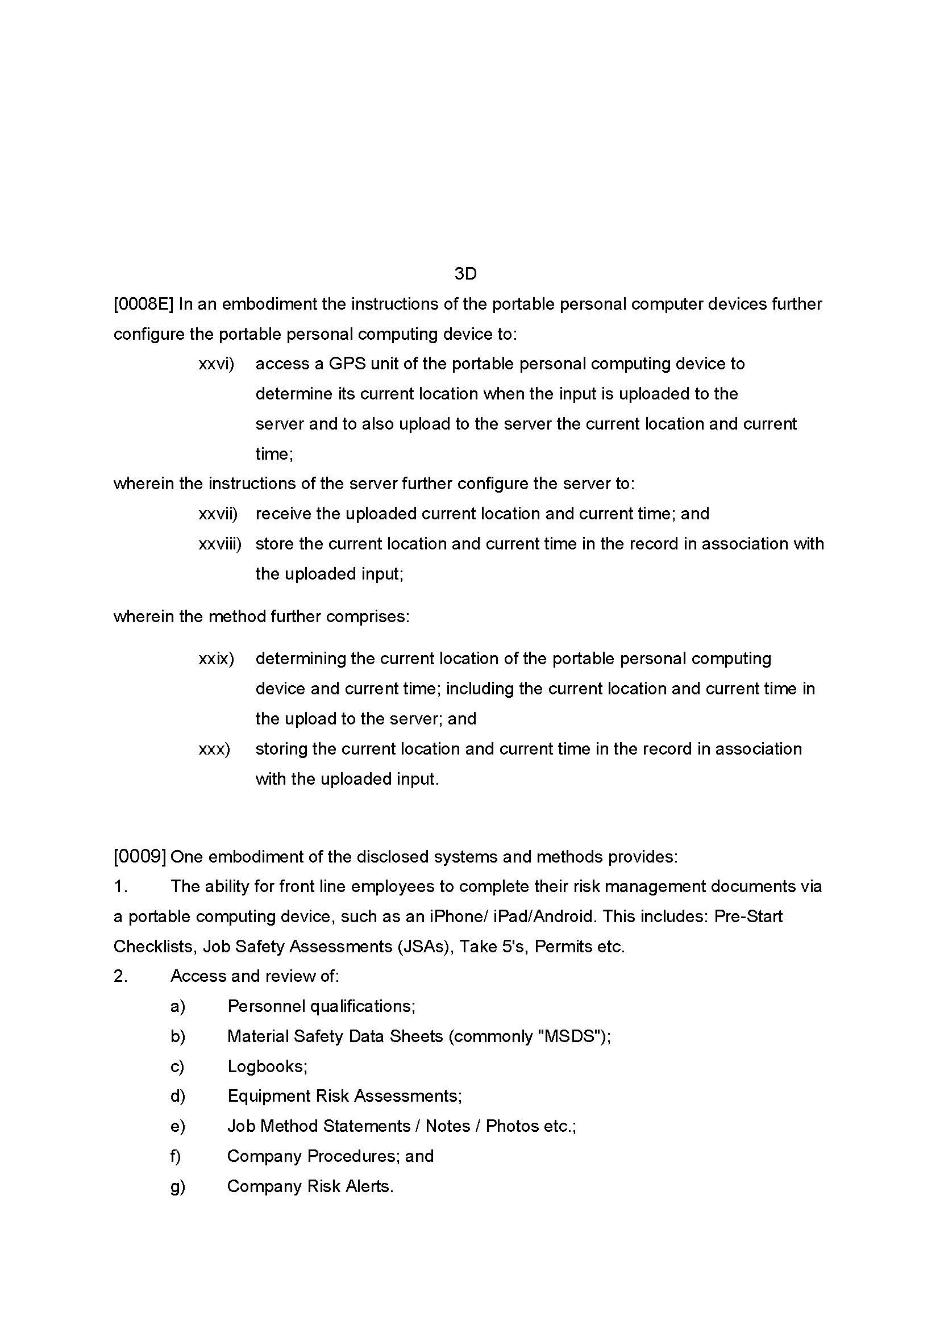 3D
[0008E] In an embodiment the instructions of the portable personal computer devices further
configure the portable personal computing device to:
xxvi) access a GPS unit of the portable personal computing device to
determine its current location when the input is uploaded to the
server and to also upload to the server the current location and current
time;
wherein the instructions of the server further configure the server to:
xxvii) receive the uploaded current location and current time; and
xxviii) store the current location and current time in the record in association with
the uploaded input;
wherein the method further comprises:
xxix) determining the current location of the portable personal computing
device and current time; including the current location and current time in
the upload to the server; and
xxx) storing the current location and current time in the record in association
with the uploaded input.
[0009] One embodiment of the disclosed systems and methods provides:
1. The ability for front line employees to complete their risk management documents via
a portable computing device, such as an iPhone/ iPad/Android. This includes: Pre-Start
Checklists, Job Safety Assessments (JSAs), Take 5's, Permits etc.
2. Access and review of:
a) Personnel qualifications;
b) Material Safety Data Sheets (commonly "MSDS");
c) Logbooks;
d) Equipment Risk Assessments;
e) Job Method Statements / Notes / Photos etc.;
f) Company Procedures; and
g) Company Risk Alerts.